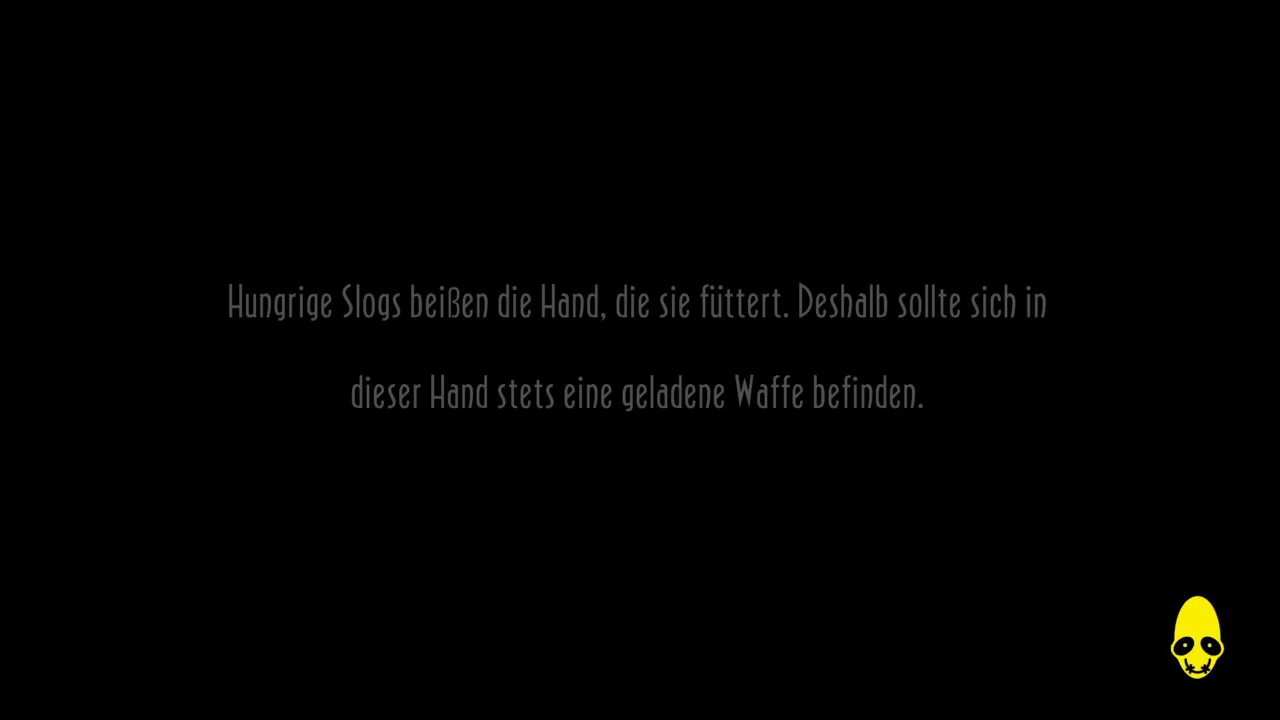 Hungrige Slogs beißen die Hand, die sie füttert. Deshalb sollte sich in
dieser Hand stets eine geladene Waffe befinden.